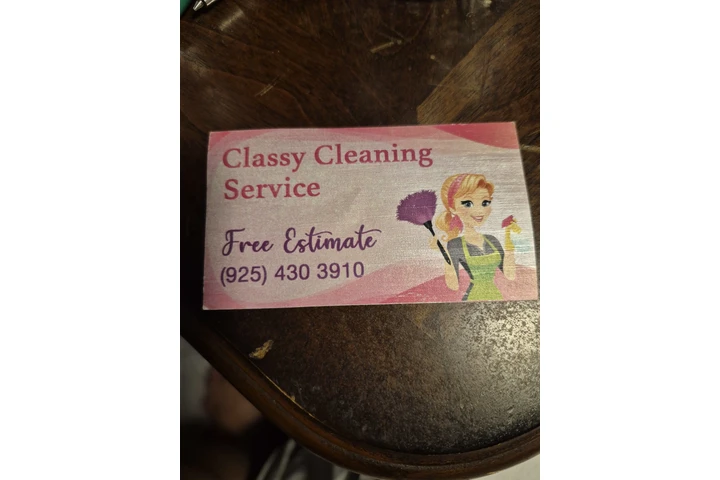 Classy Cleaning
Service
Free Estimate
(925) 430 3910